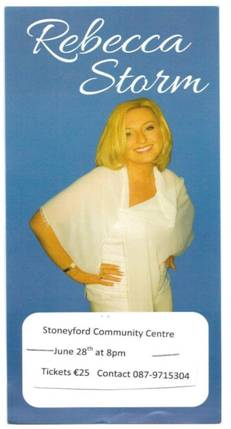 Rebecca
Storm
Stoneyford Community Centre
June 28th at 8pm
Tickets €25 Contact 087-9715304